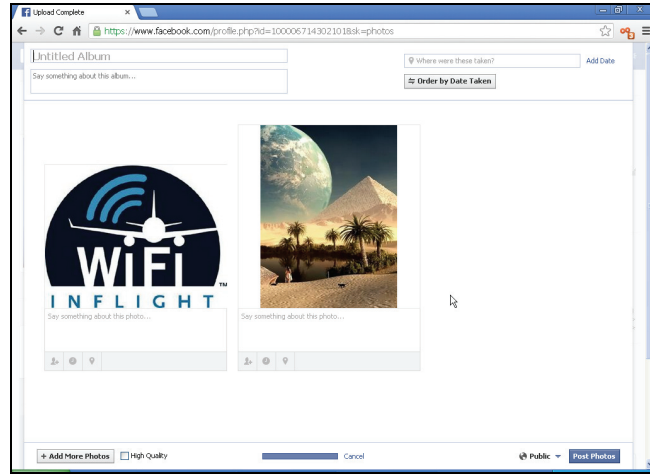 Upload Complete
https://www.facebook.com/profile.php?id=100006714302101&sk=photos
Untitled Album
Where were these taken?
Add Date
Say something about this album...
Order by Date Taken
WiFi
TM
INFLIGHT
Say something about this photo...
Say something about this photo...
+ Add More Photos
High Quality
Cancel
Public
Post Photos